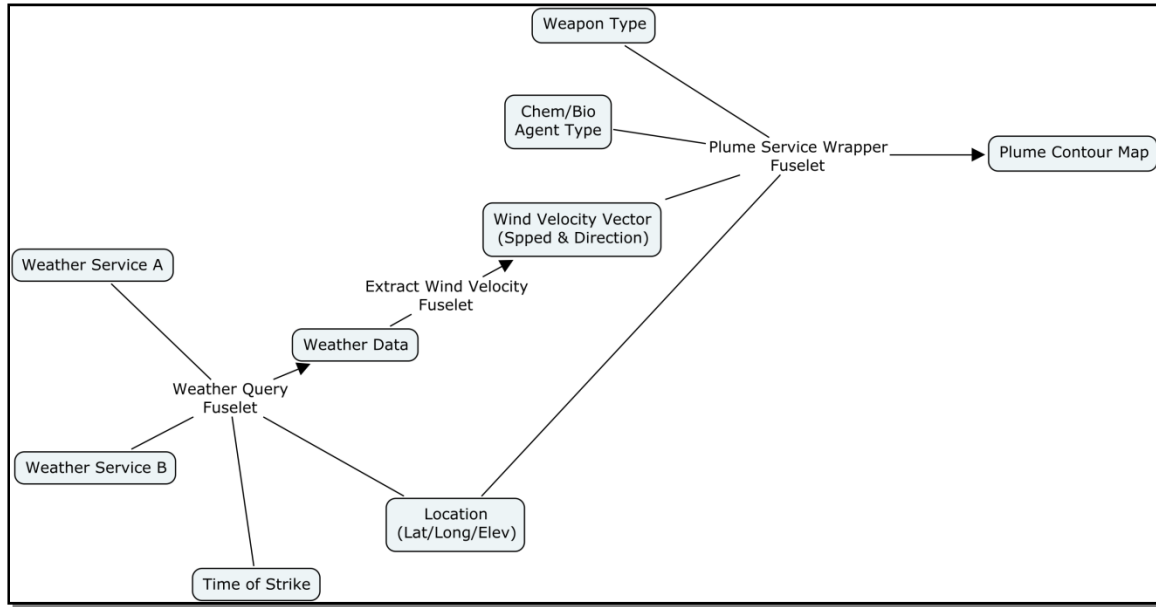 Weapon Type
Chem/Bio
Agent Type
Plume Service Wrapper
Fuselet
Plume Contour Map
Wind Velocity Vector
(Spped & Direction)
Weather Service A
Extract Wind Velocity
Fuselet
Weather Data
Weather Query
Fuselet
Weather Service B
Location
(Lat/Long/Elev)
Time of Strike